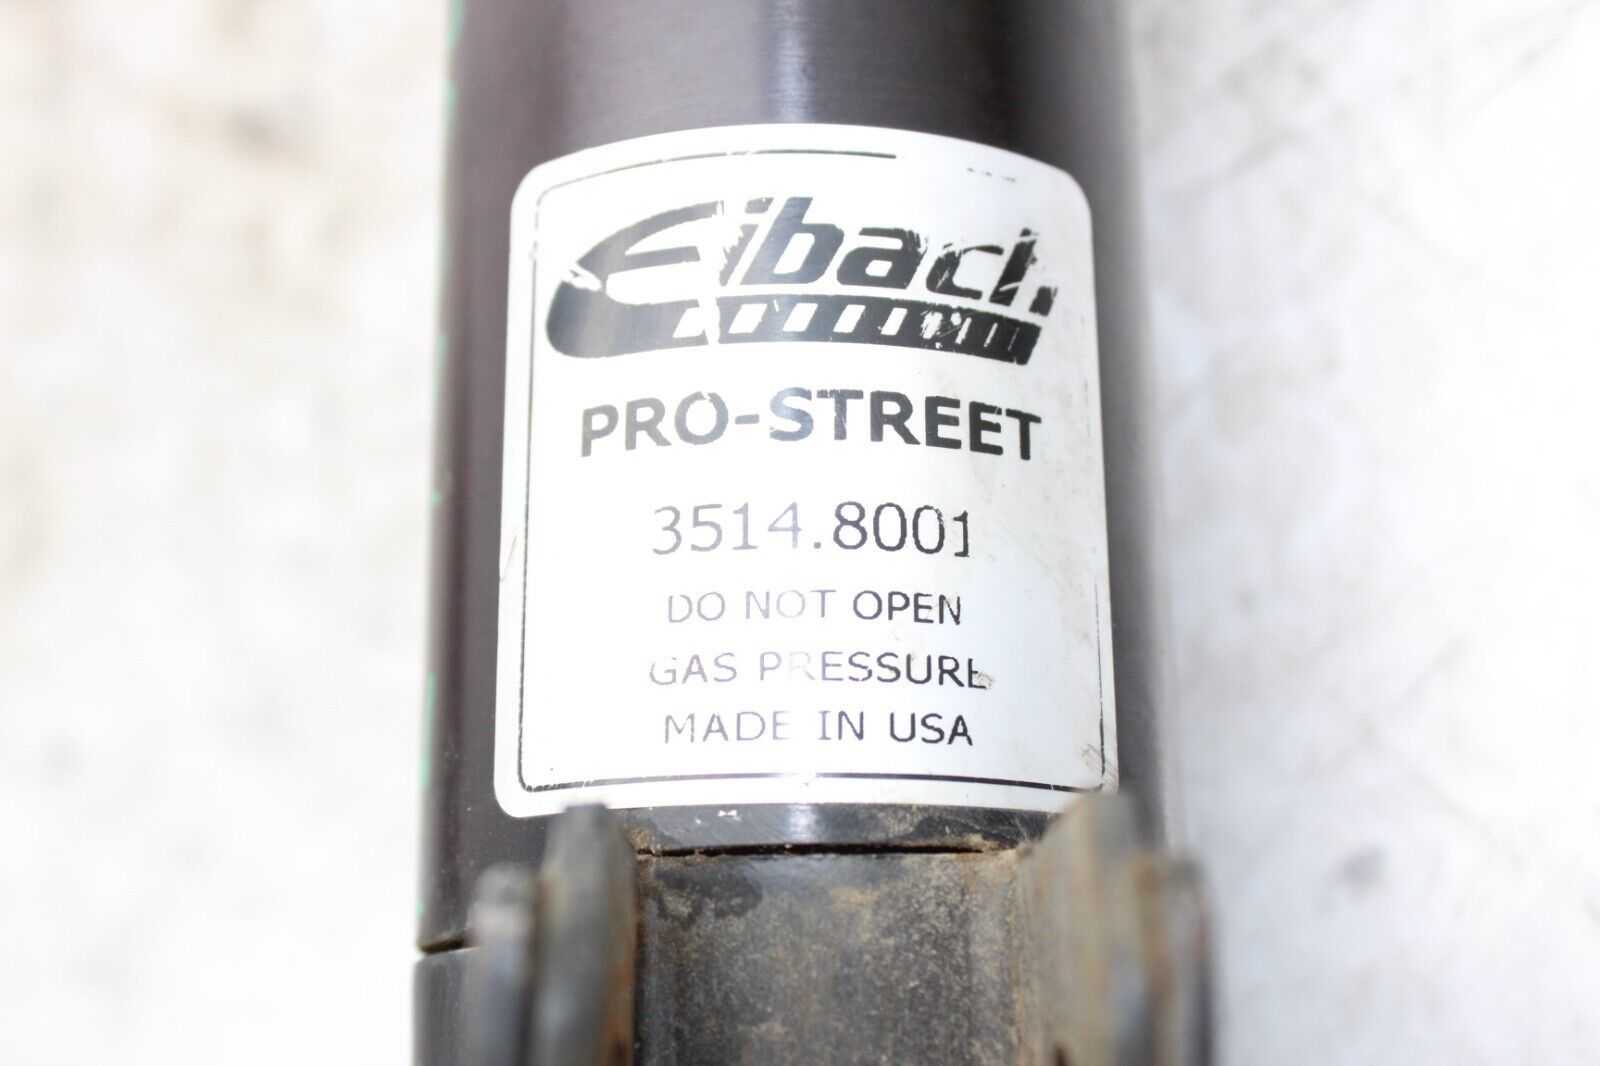 Eibach
PRO-STREET
3514.8001
DO NOT OPEN
GAS PRESSURE
MADE IN USA